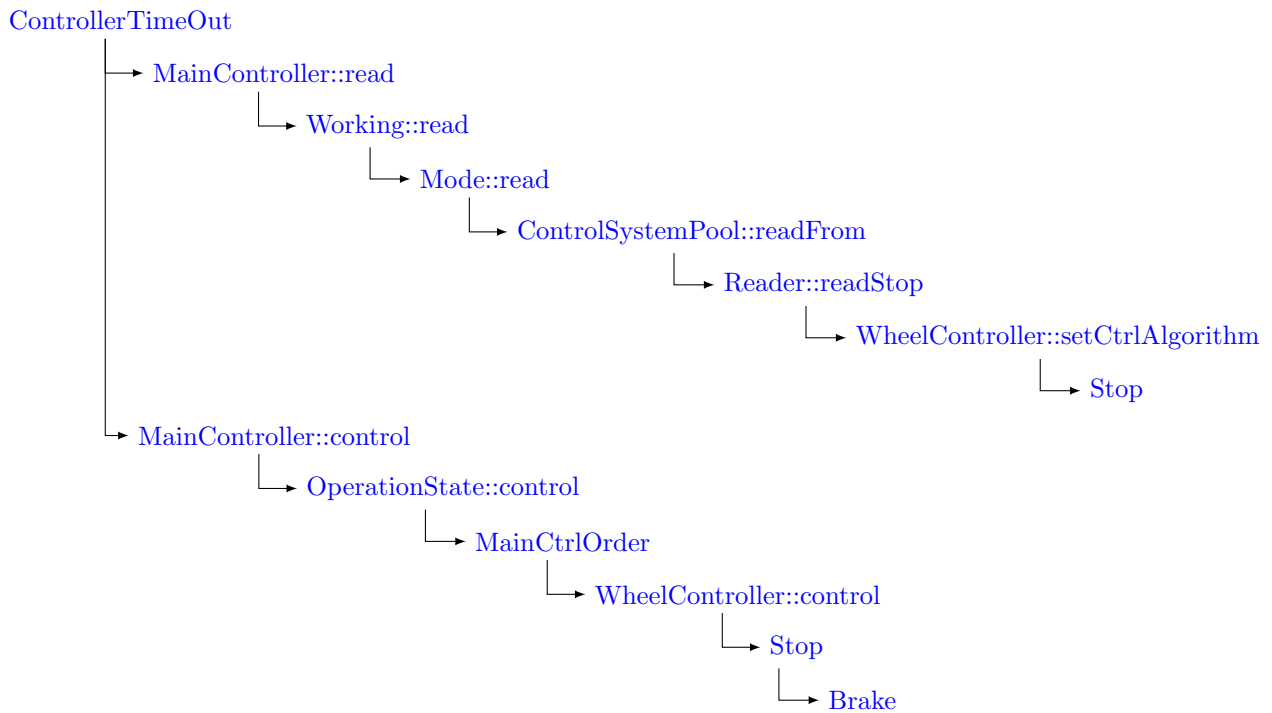 ControllerTimeOut
MainController::read
Working::read
Mode::read
ControlSystemPool::readFrom
Reader::readStop
WheelController::setCtrlAlgorithm
Stop
MainController::control
OperationState::control
MainCtrlOrder
WheelController::control
Stop
Brake